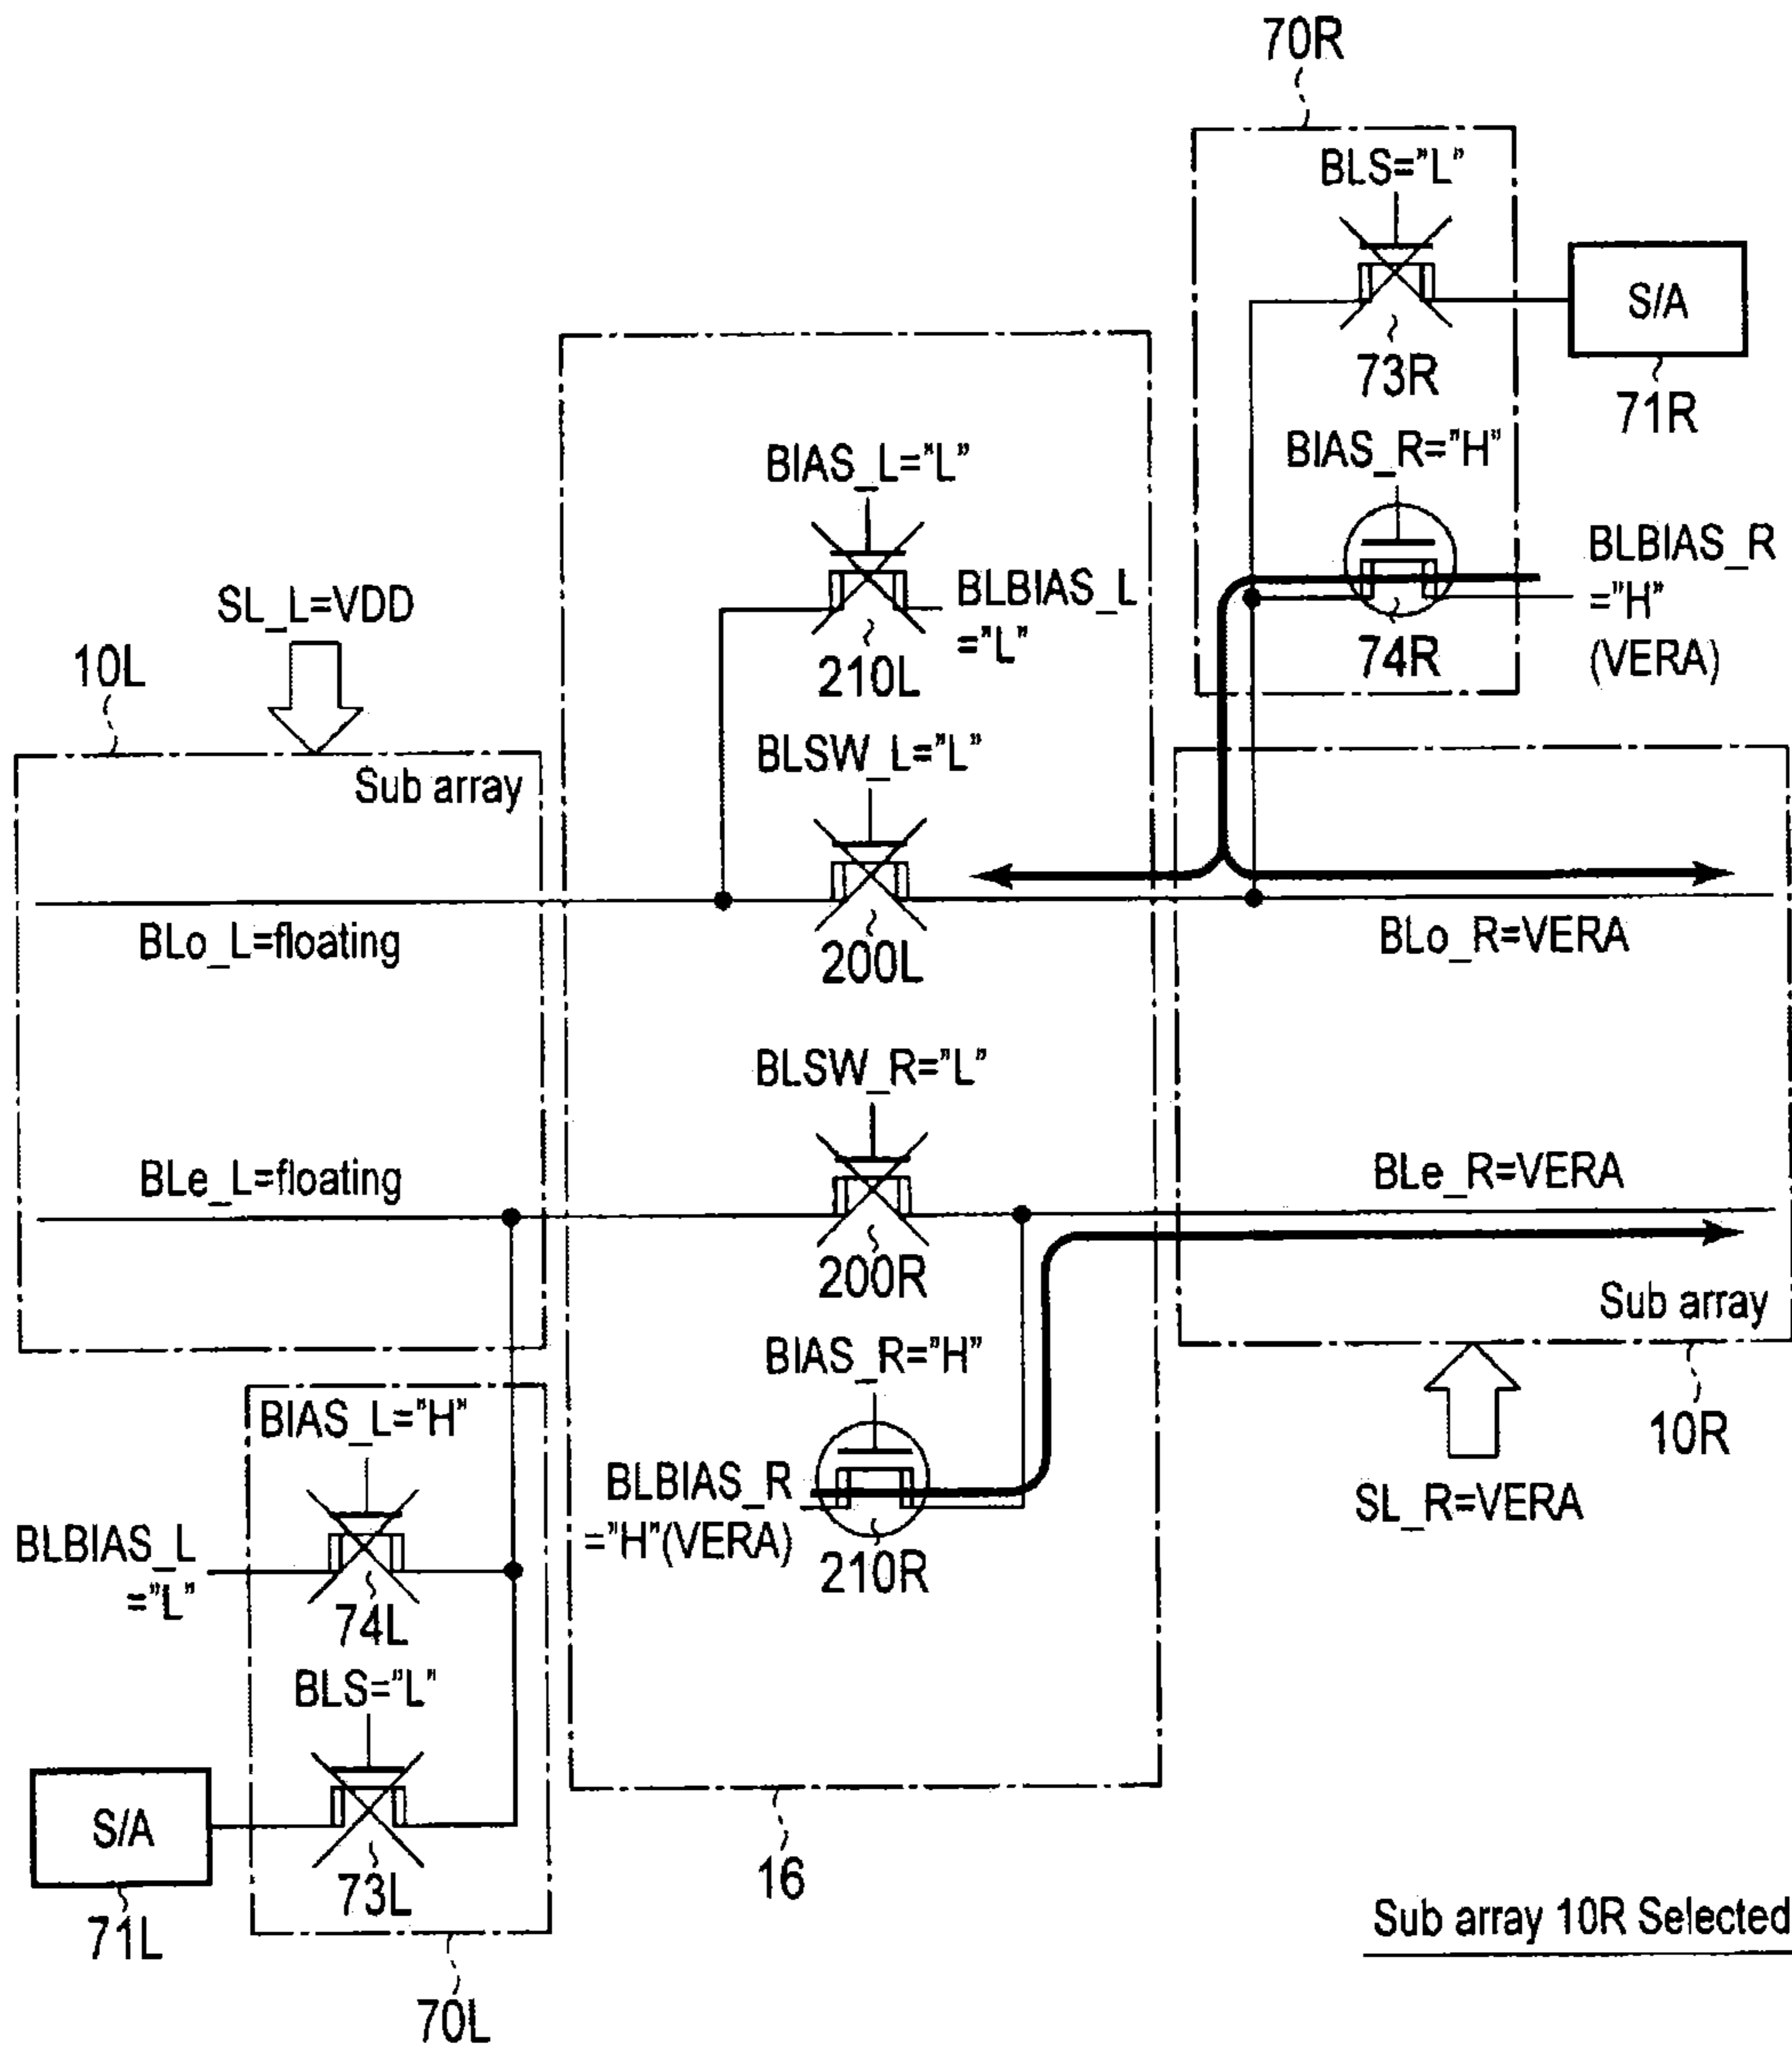 70R
BLS="L"
S/A
73R
71R
BIAS_L="L"
BIAS_R="H"
BLBIAS_R
="H"
(VERA)
SL_L=VDD
BLBIAS_L
="L"
10L
210L
74R
BLSW_L="L"
Sub array
BLo_L=floating
200L
BLo_R=VERA
BLSW_R="L"
BLe_L=floating
BLe_R=VERA
200R
Sub array
BIAS_R="H"
BIAS_L="H"
10R
BLBIAS_R
="H"(VERA)
SL_R=VERA
BLBIAS_L
="L"
210R
74L
BLS="L"
S/A
73L
16
71L
Sub array 10R Selected
70L